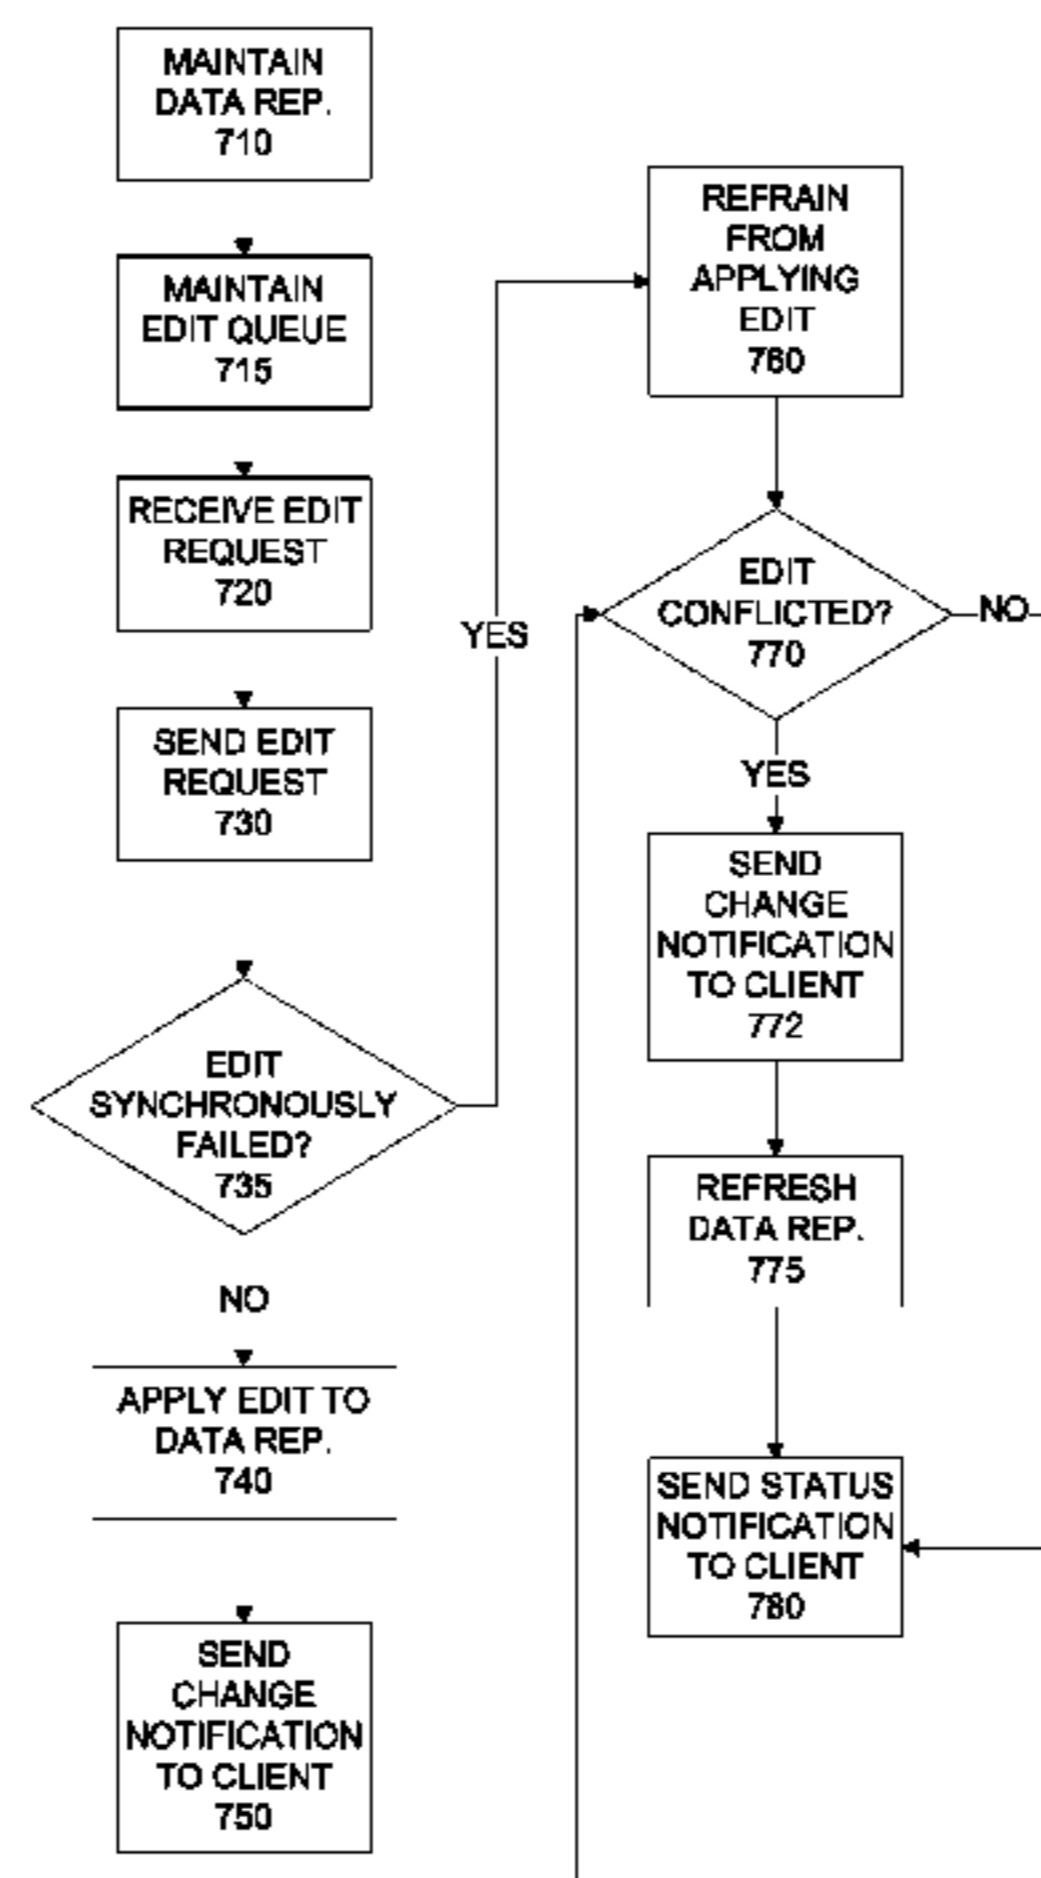 MAINTAIN
DATA REP.
710
MAINTAIN
EDIT QUEUE
715
RECEIVE EDIT
REQUEST
720
SEND EDIT
REQUEST
730
EDIT
SYNCHRONOUSLY
FAILED?
735
YES
NO
APPLY EDIT TO
DATA REP.
740
SEND
CHANGE
NOTIFICATION
TO CLIENT
750
REFRAIN
FROM
APPLYING
EDIT
760
EDIT
CONFLICTED?
770
NO
YES
SEND
CHANGE
NOTIFICATION
TO CLIENT
772
REFRESH
DATA REP.
775
SEND STATUS
NOTIFICATION
TO CLIENT
780